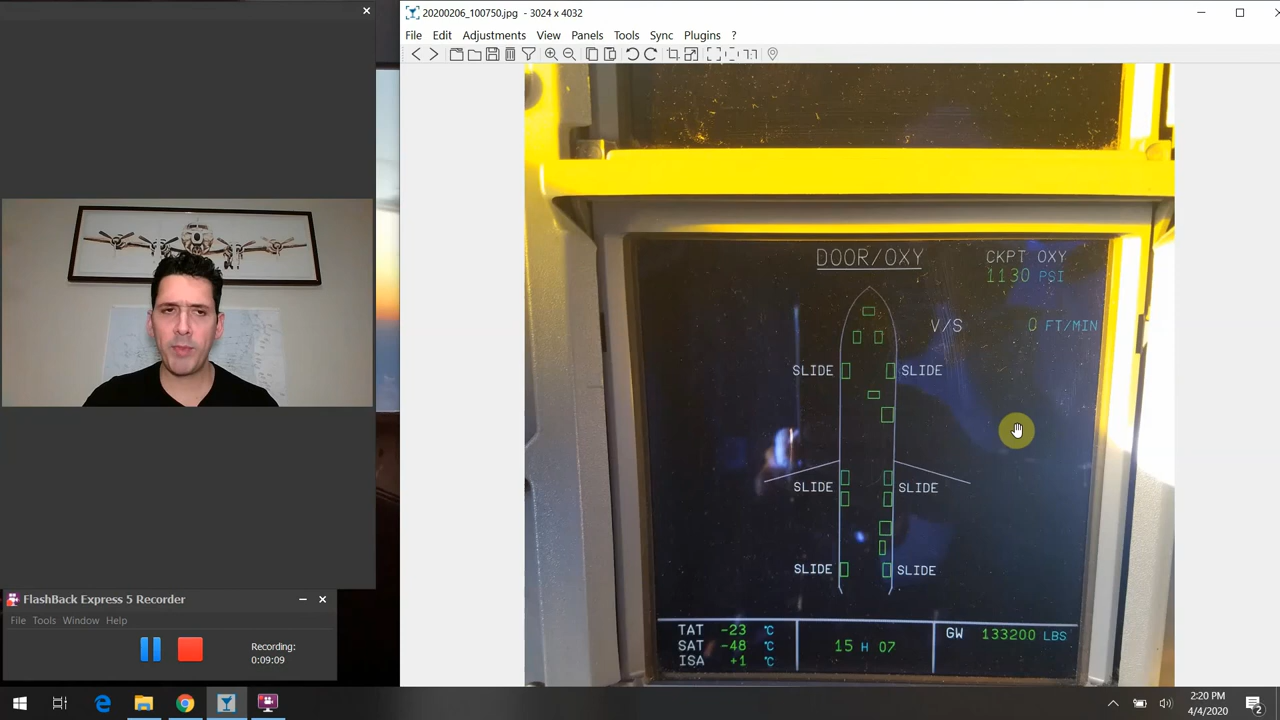 20200206_100750.jpg - 3024 x 4032
File Edit Adjustments View Panels Tools Sync Plugins ?
DOOR/OXY
CKPT OXY
1130 PSI
V/S 0 FT/MIN
SLIDE SLIDE
SLIDE SLIDE
SLIDE SLIDE
TAT -23 °C
SAT -48 °C
ISA +1 °C
15 H 07
GW 133200 LBS
FlashBack Express 5 Recorder
File Tools Window Help
Recording:
0:09:09
2:20 PM
4/4/2020
2